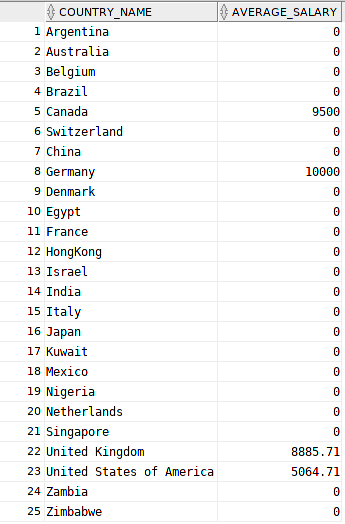 COUNTRY_NAME AVERAGE_SALARY
1 Argentina 0
2 Australia 0
3 Belgium 0
4 Brazil 0
5 Canada 9500
6 Switzerland 0
7 China 0
8 Germany 10000
9 Denmark 0
10 Egypt 0
11 France 0
12 HongKong 0
13 Israel 0
14 India 0
15 Italy 0
16 Japan 0
17 Kuwait 0
18 Mexico 0
19 Nigeria 0
20 Netherlands 0
21 Singapore 0
22 United Kingdom 8885.71
23 United States of America 5064.71
24 Zambia 0
25 Zimbabwe 0